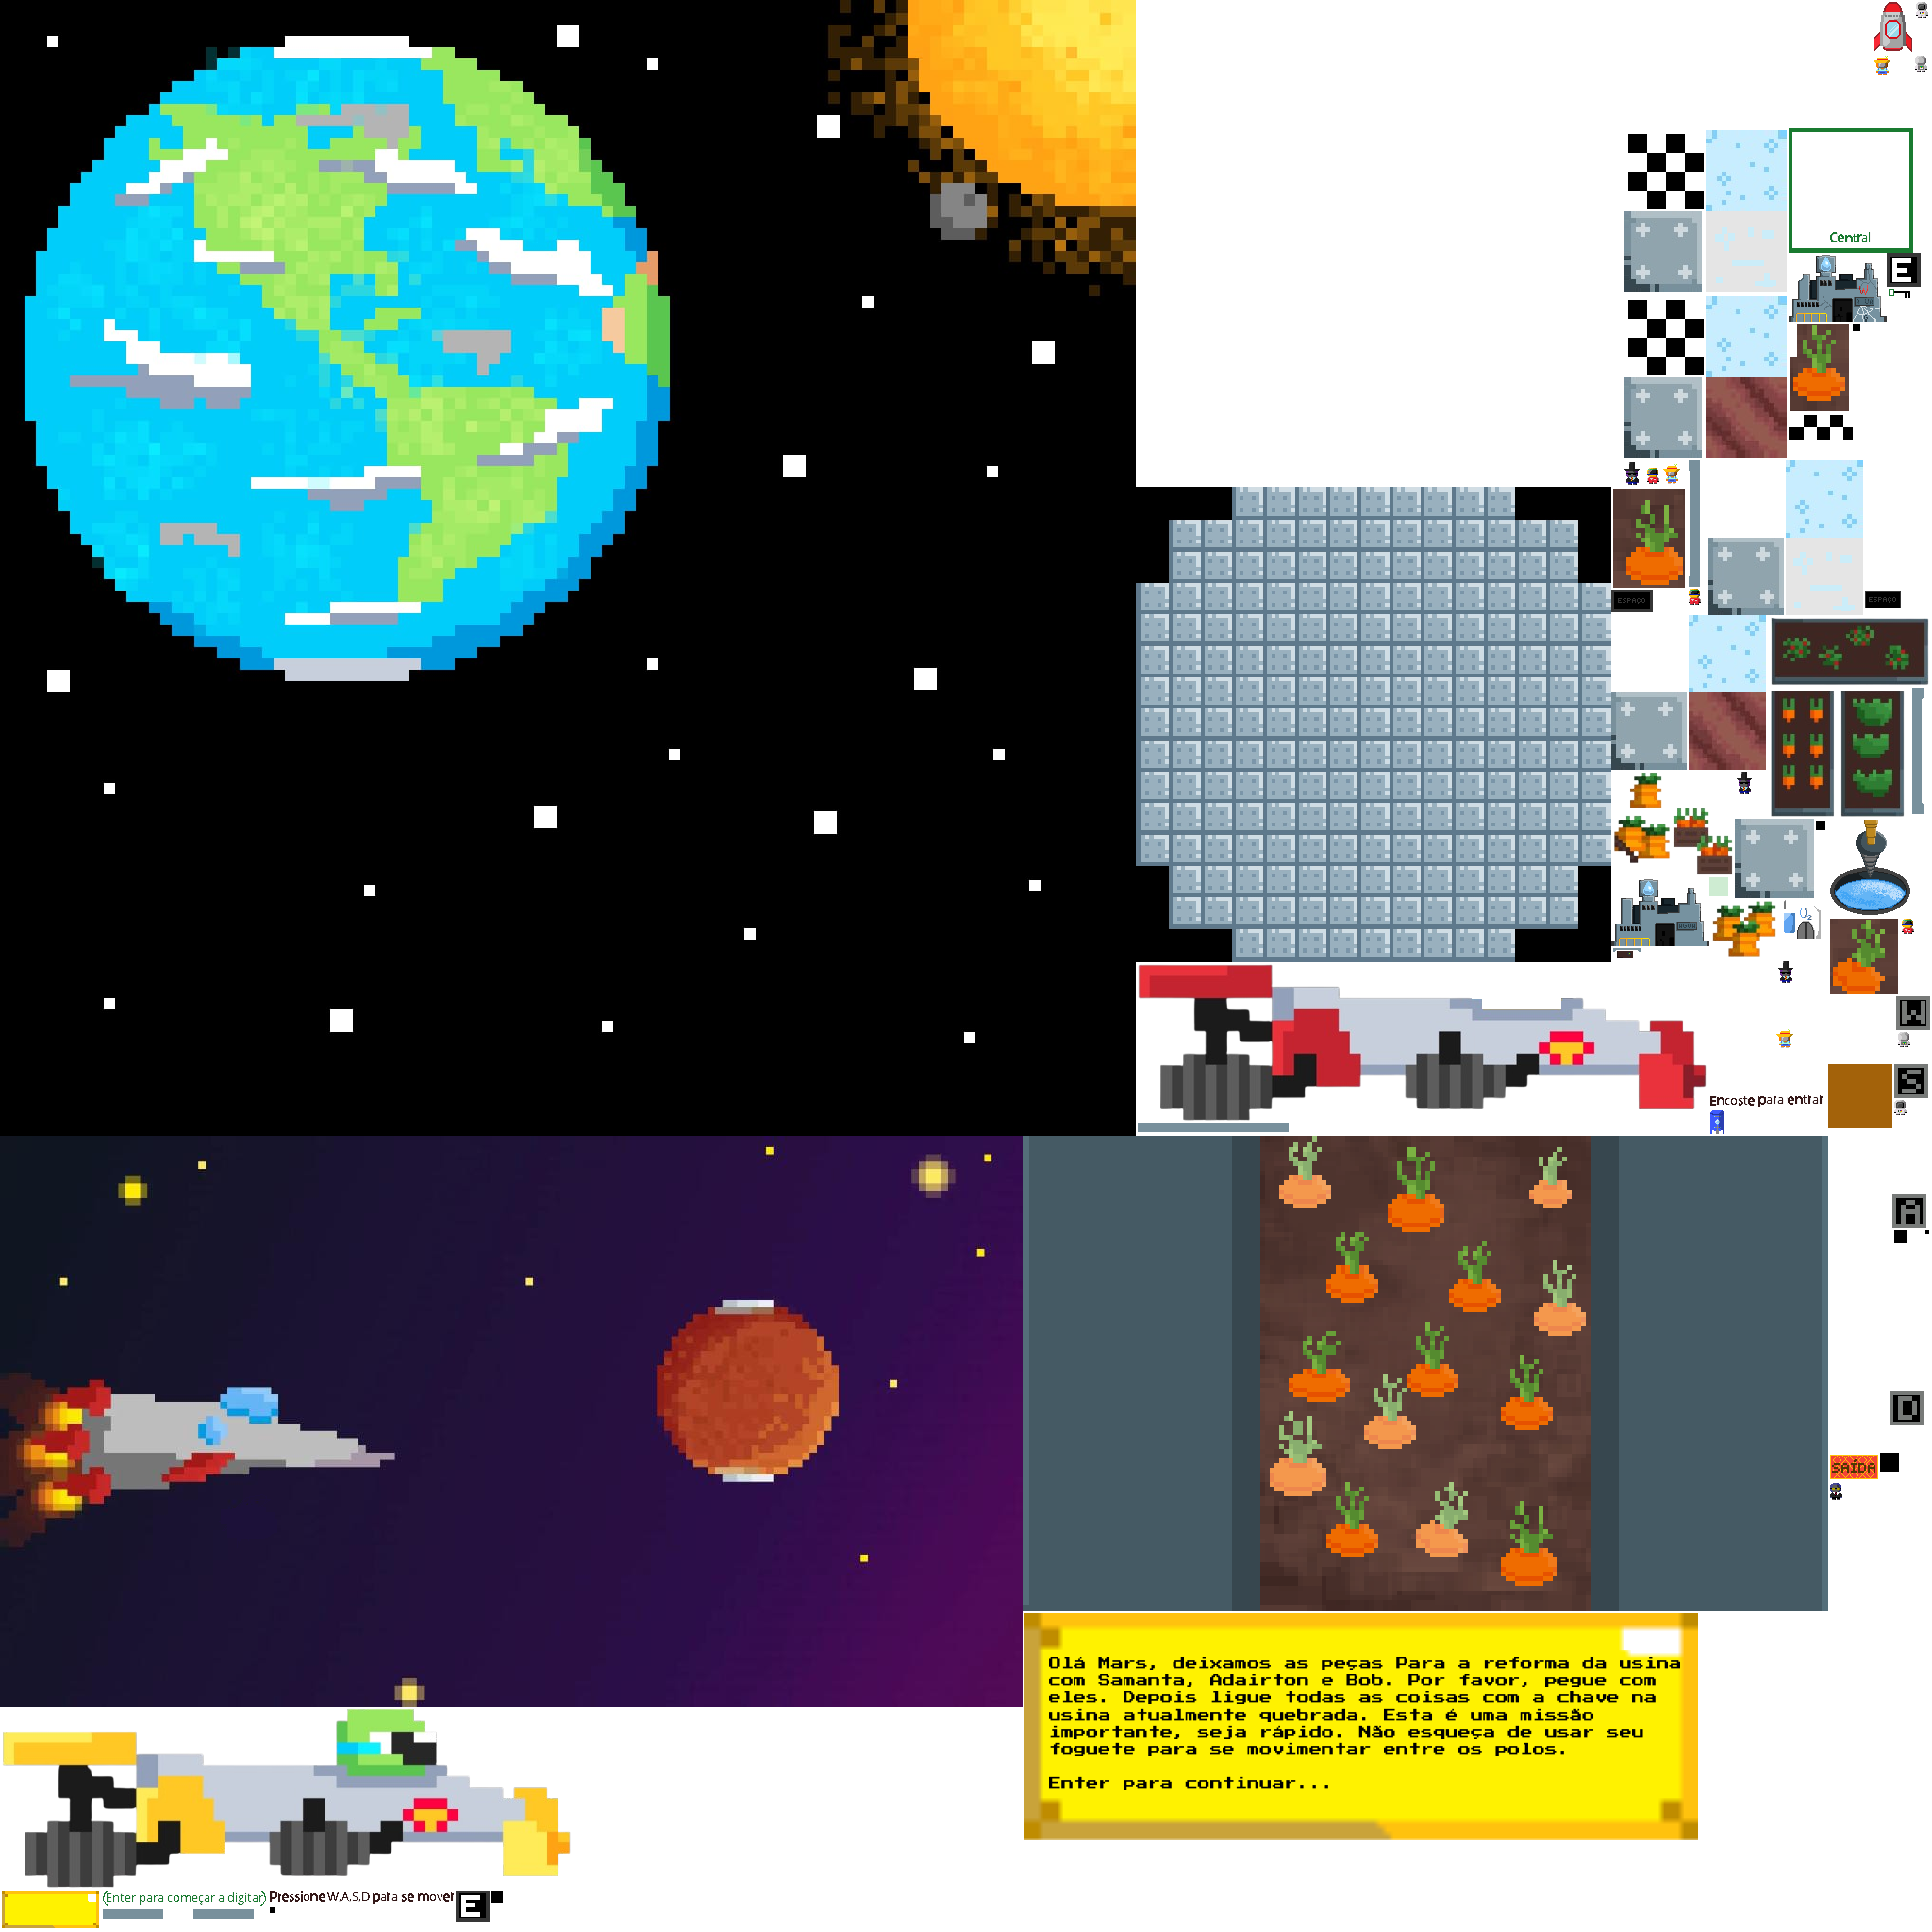 Central
E
ESPAÇO
ESPAÇO
O₂
W
Encoste para entrar
S
A
D
SAÍDA
Olá Mars, deixamos as peças Para a reforma da usina
com Samanta, Adairton e Bob. Por favor, pegue com
eles. Depois ligue todas as coisas com a chave na
usina atualmente quebrada. Esta é uma missão
importante, seja rápido. Não esqueça de usar seu
foguete para se movimentar entre os polos.
Enter para continuar...
(Enter para começar a digitar)
Pressione W.A.S.D para se mover
E